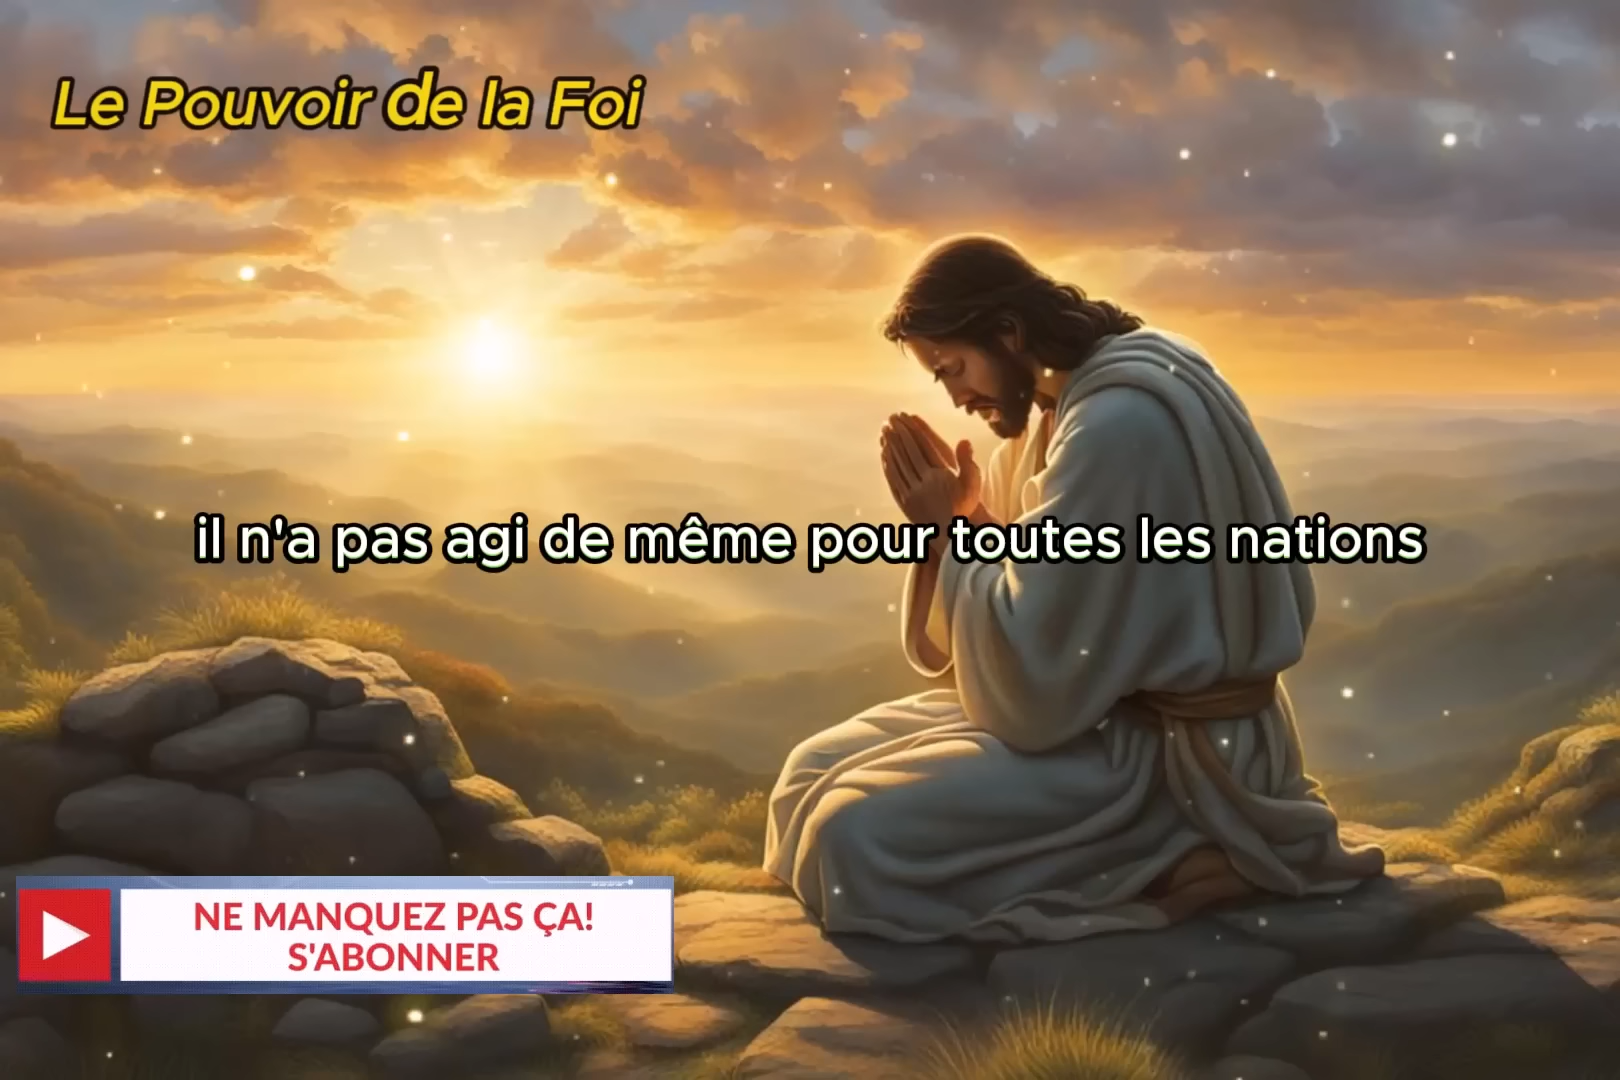 Le Pouvoir de la Foi
il n'a pas agi de même pour toutes les nations
NE MANQUEZ PAS ÇA!
S'ABONNER